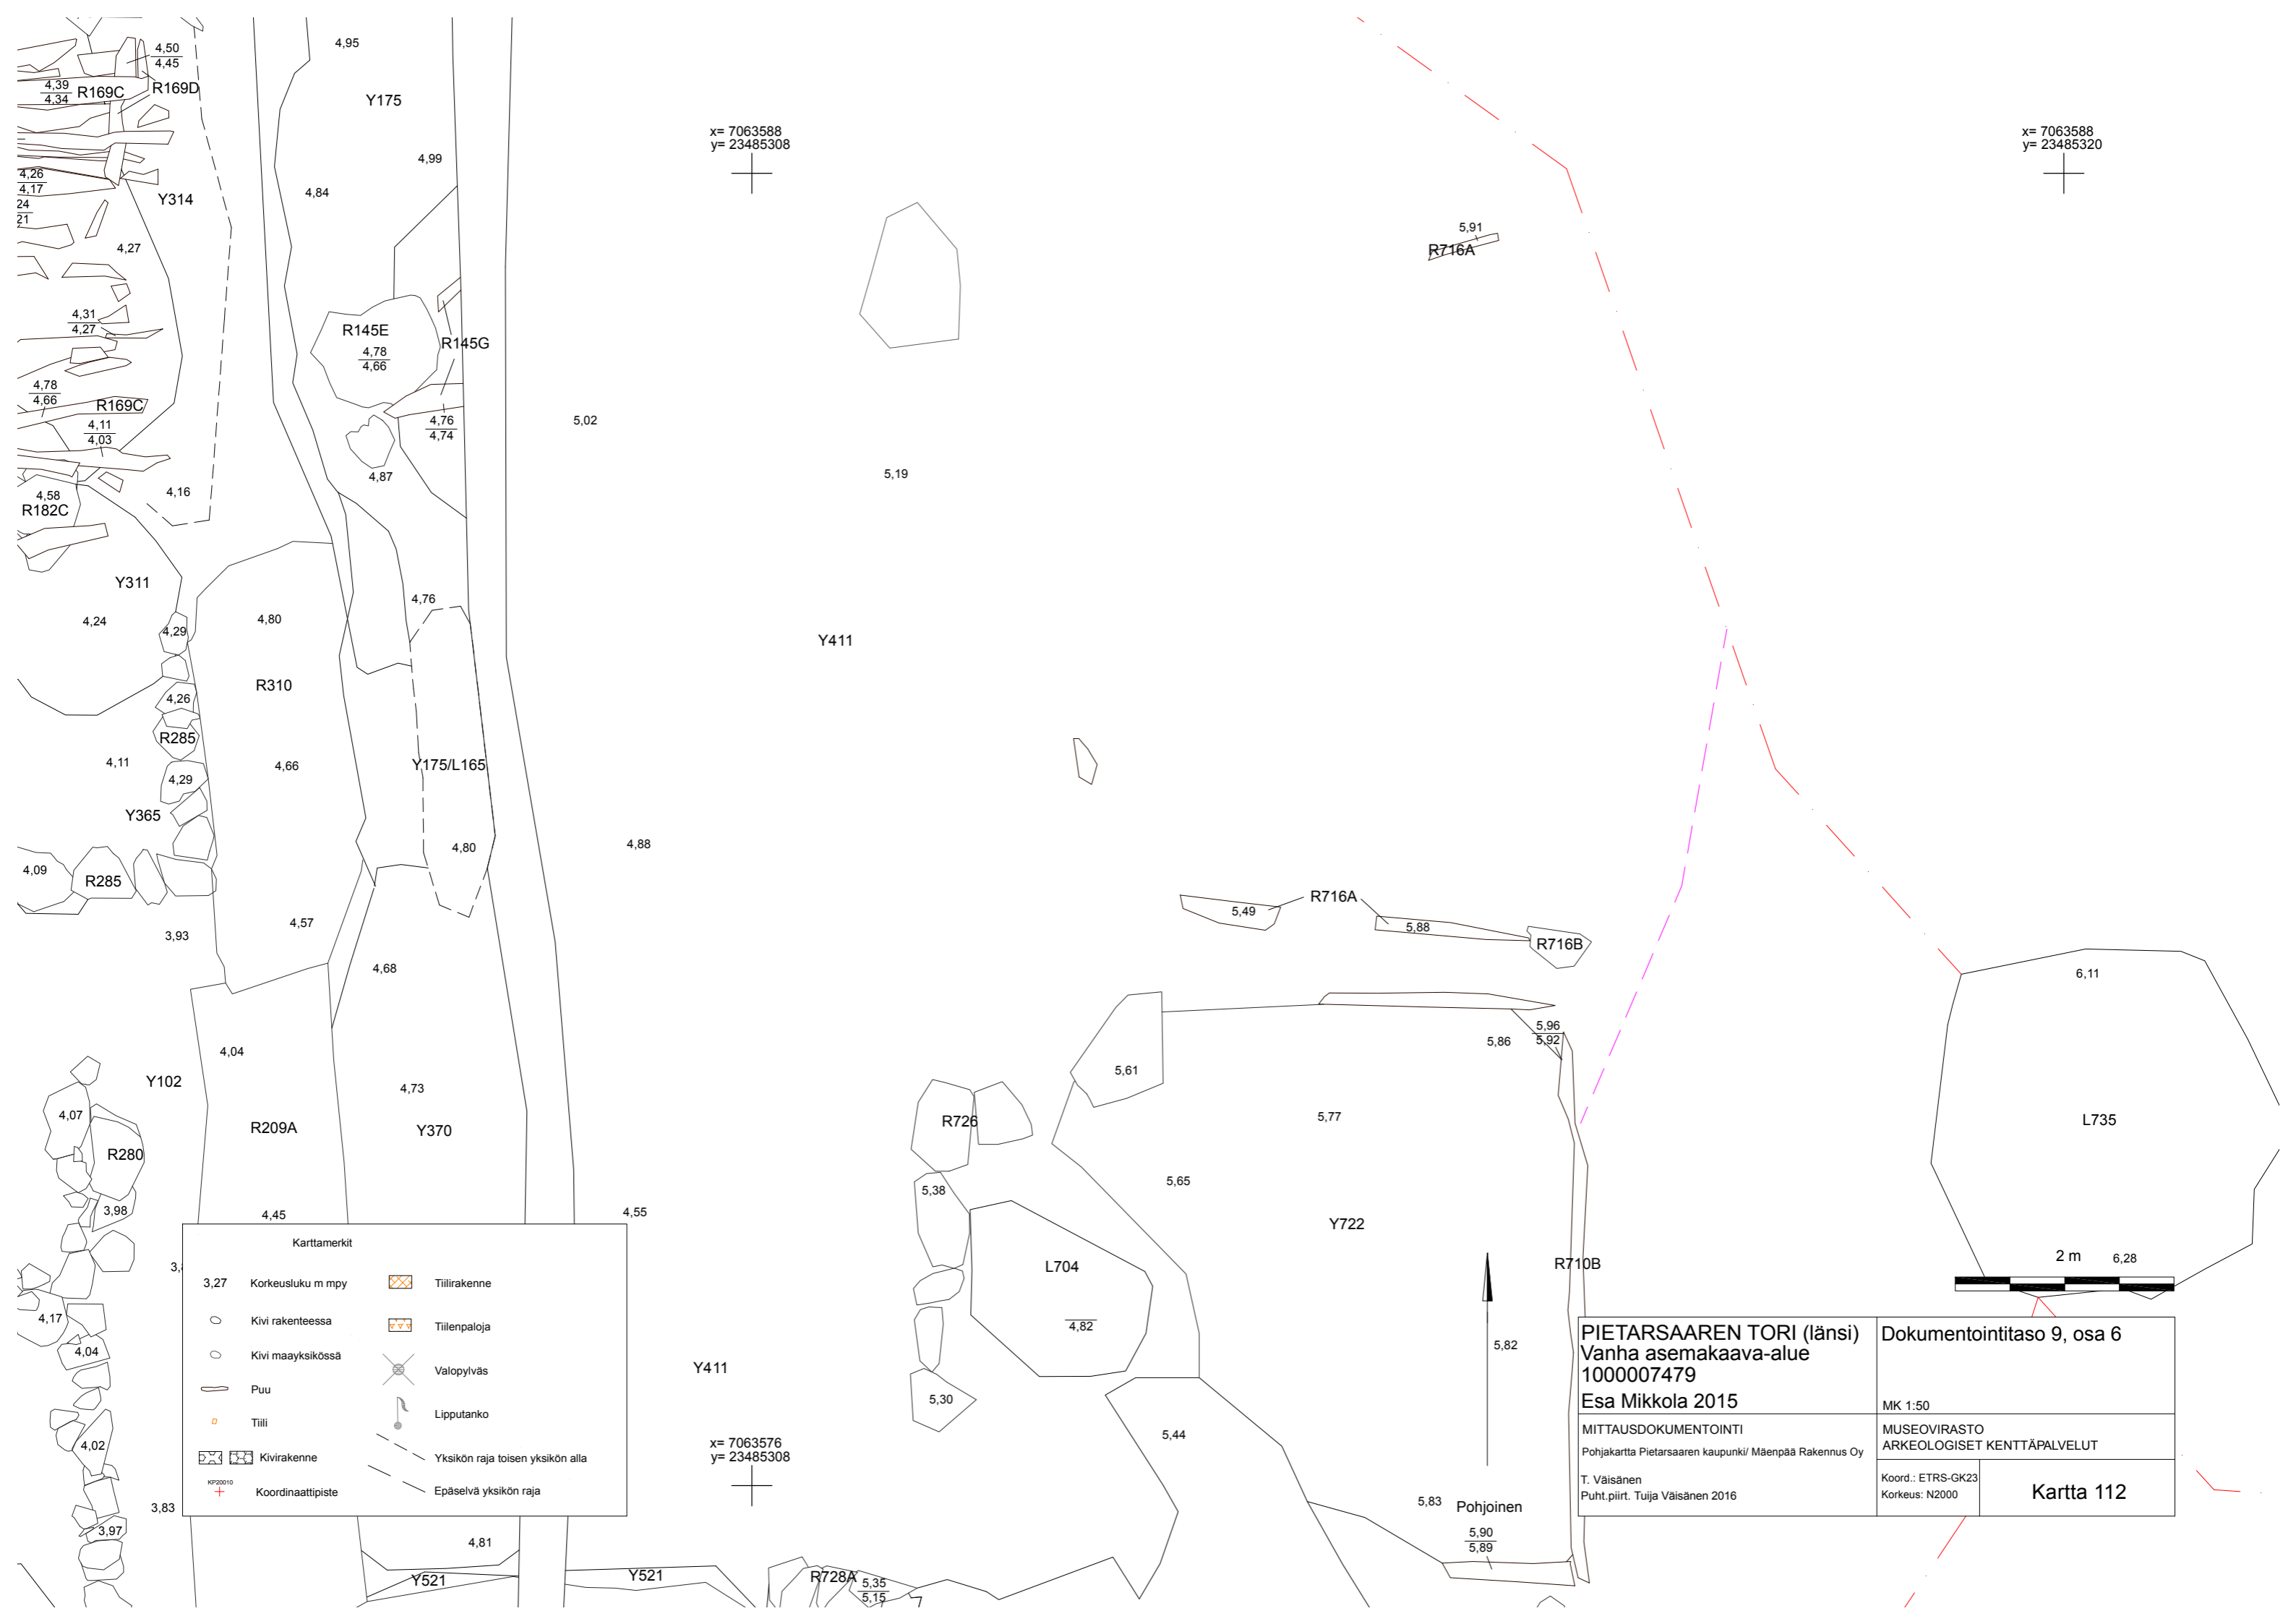 4,50
4,45
4,95
4,39
4,34
R169C
R169D
Y175
x= 7063588
y= 23485308
x= 7063588
y= 23485320
4,99
4,26
4,17
24
21
Y314
4,84
4,27
5,91
R716A
4,31
4,27
R145E
4,78
4,66
R145G
4,78
4,66
R169C
4,11
4,03
4,76
4,74
5,02
5,19
4,87
4,58
R182C
4,16
Y311
4,24
4,29
4,80
4,76
Y411
R310
4,26
R285
4,11
4,29
4,66
Y175/L165
Y365
4,80
4,88
4,09
R285
R716A
5,49
5,88
R716B
3,93
4,57
4,68
6,11
5,96
5,92
5,86
4,04
5,61
Y102
4,73
4,07
R209A
Y370
R726
5,77
L735
R280
5,65
5,38
3,98
4,45
4,55
Y722
L704
R710B
2 m
6,28
4,82
4,17
4,04
5,82
Y411
5,30
5,44
4,02
x= 7063576
y= 23485308
3,83
5,83
Pohjoinen
3,97
5,90
5,89
4,81
Y521
Y521
R728A
5,35
5,15
Karttamerkit
3,27 Korkeusluku m mpy
Kivi rakenteessa
Kivi maayksikössä
Puu
Tiili
Kivirakenne
KP20010
Koordinaattipiste
Tiilirakenne
Tiilenpaloja
Valopylväs
Lipputanko
Yksikön raja toisen yksikön alla
Epäselvä yksikön raja
PIETARSAAREN TORI (länsi)
Vanha asemakaava-alue
1000007479
Esa Mikkola 2015
Dokumentointitaso 9, osa 6
MK 1:50
MITTAUSDOKUMENTOINTI
Pohjakartta Pietarsaaren kaupunki/ Mäenpää Rakennus Oy
T. Väisänen
Puht.piirt. Tuija Väisänen 2016
MUSEOVIRASTO
ARKEOLOGISET KENTTÄPALVELUT
Koord.: ETRS-GK23
Korkeus: N2000
Kartta 112